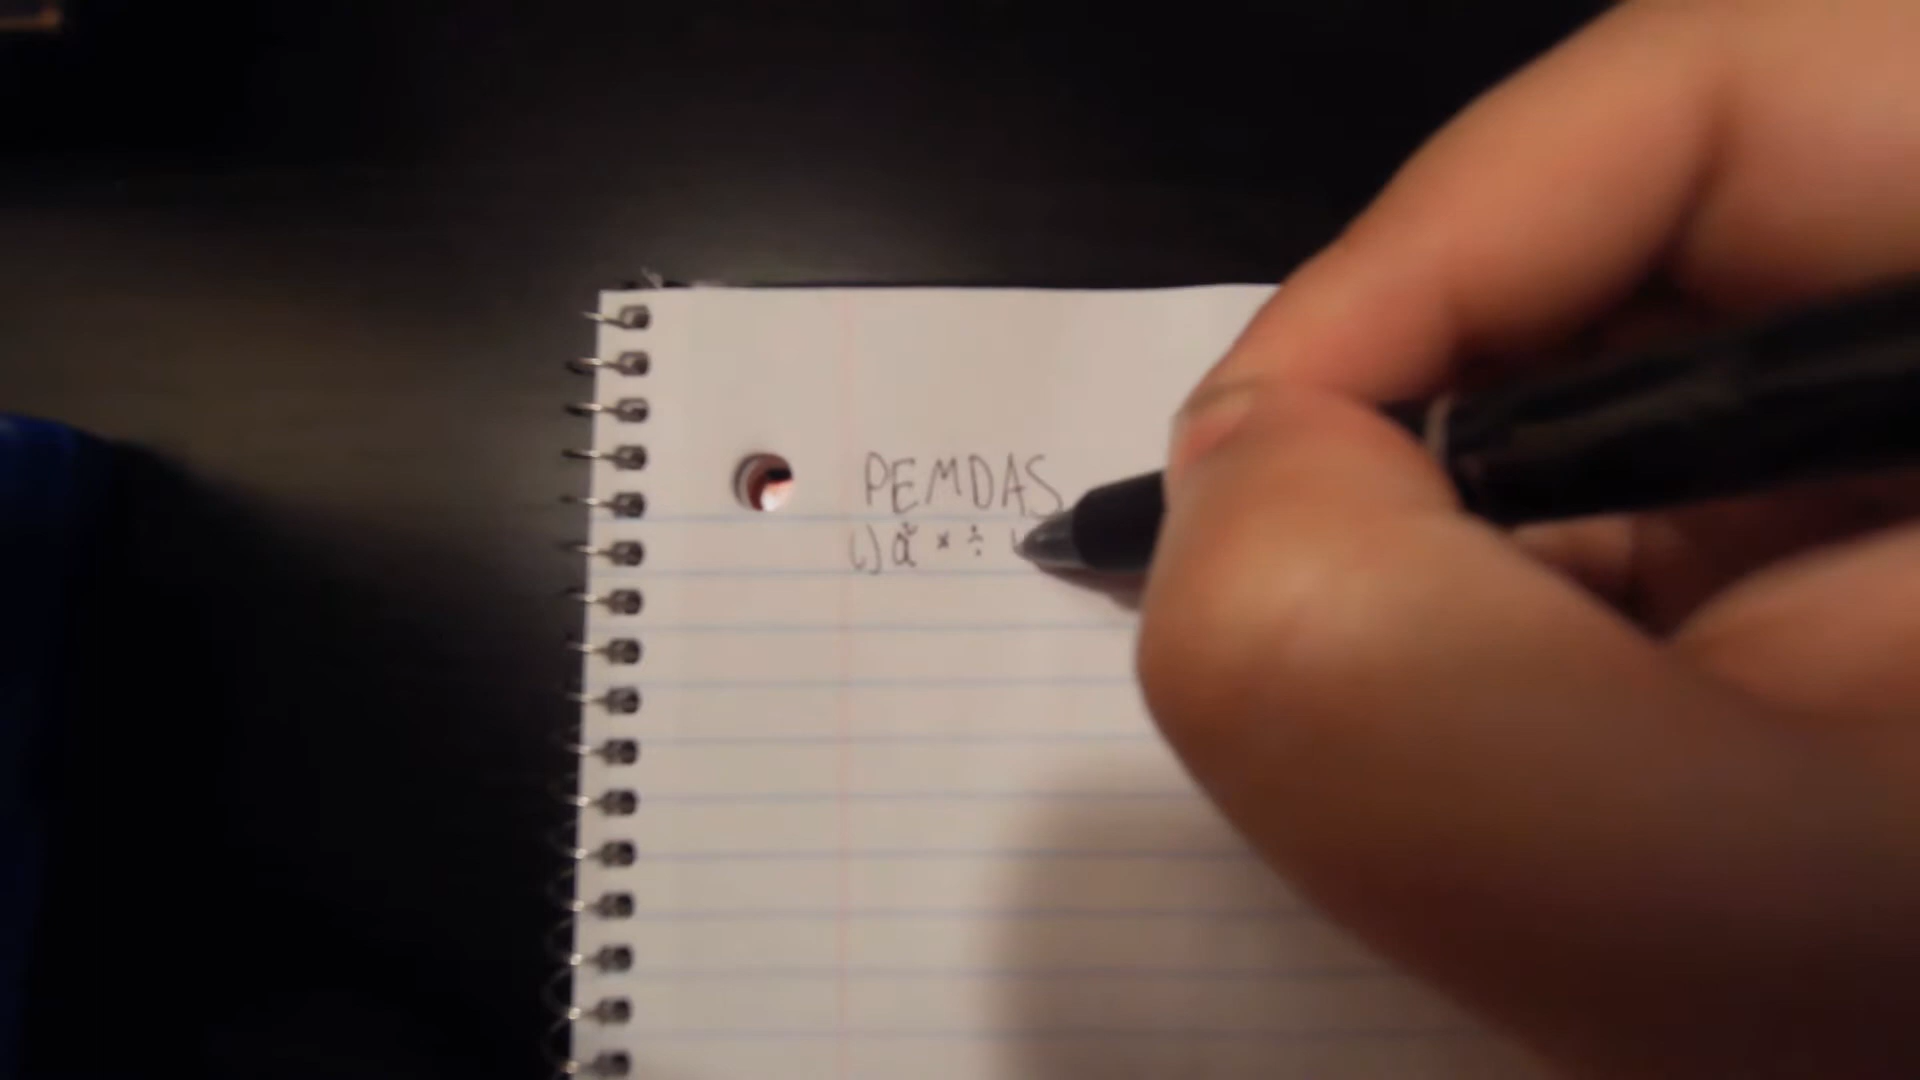 PEMDAS
() a² × ÷